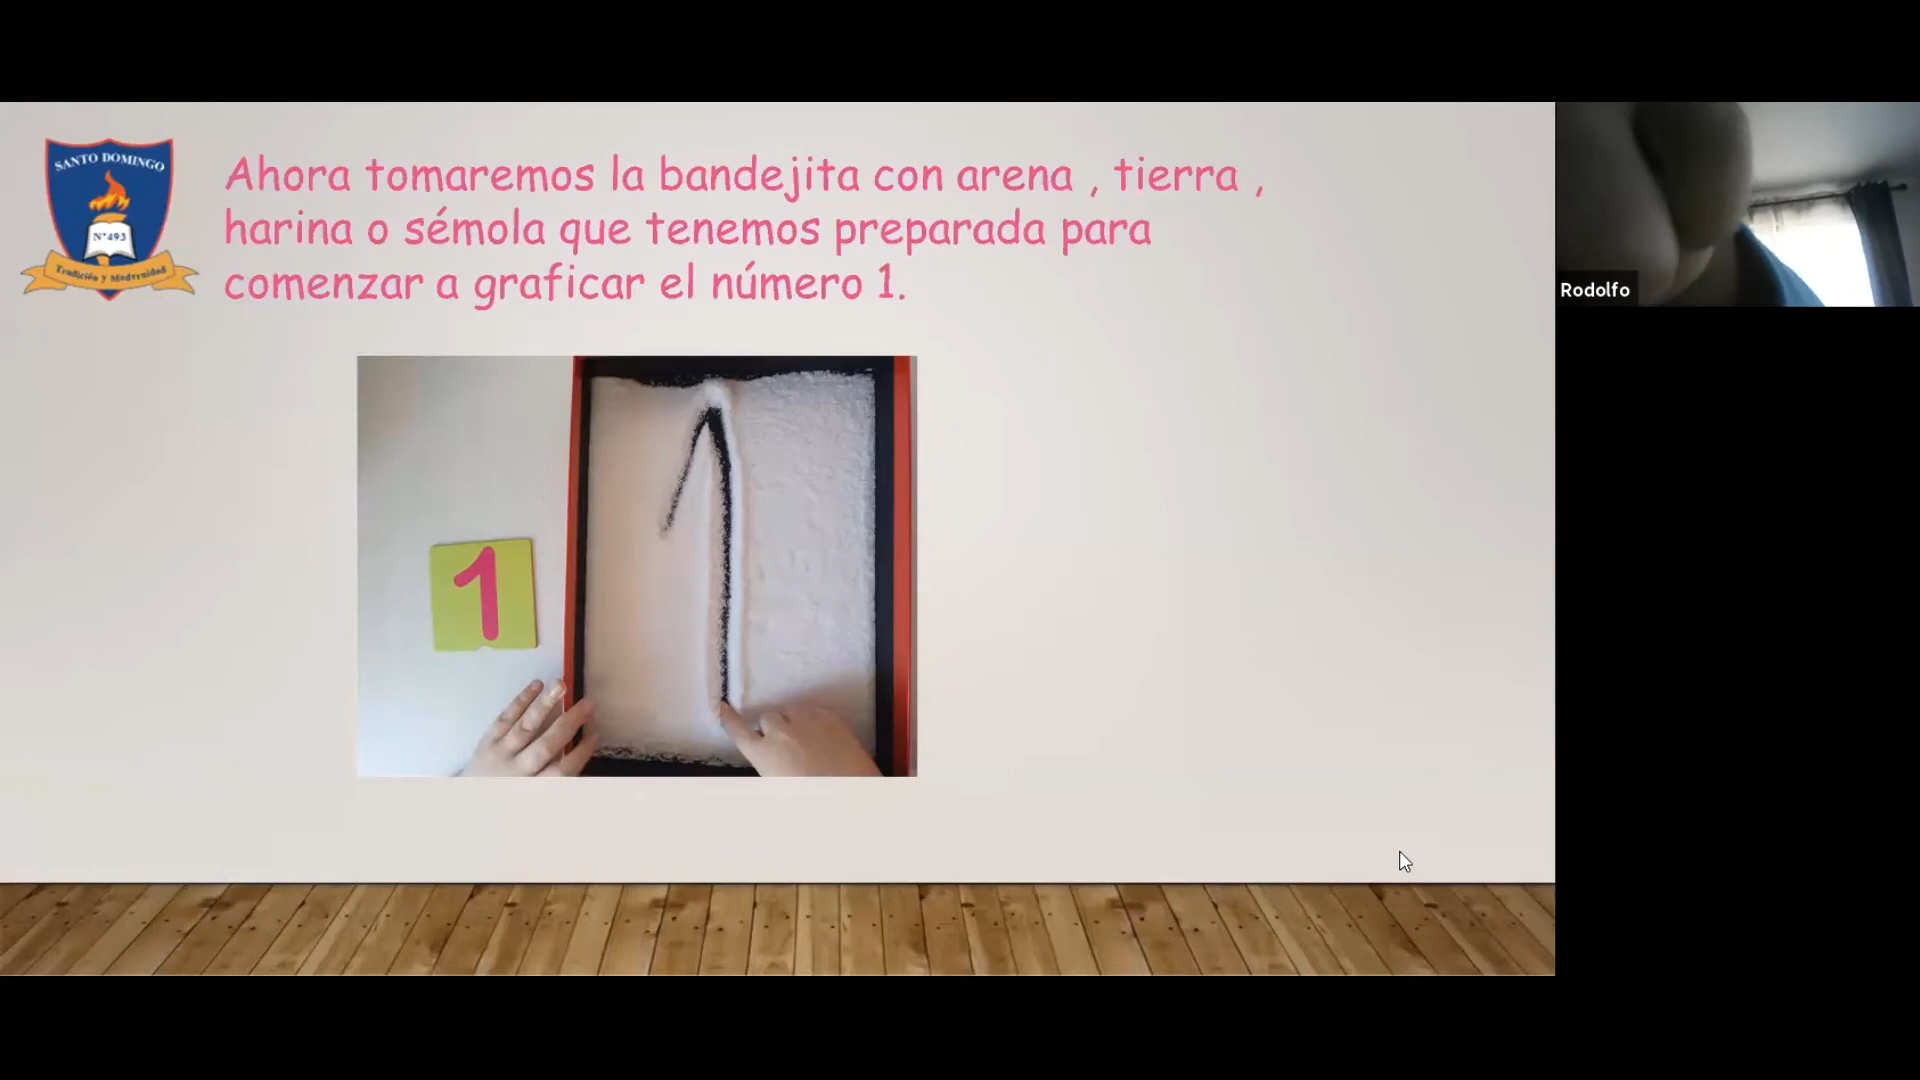 SANTO DOMINGO
N°493
Tradición y Modernidad
Ahora tomaremos la bandejita con arena , tierra ,
harina o sémola que tenemos preparada para
comenzar a graficar el número 1.
1
Rodolfo